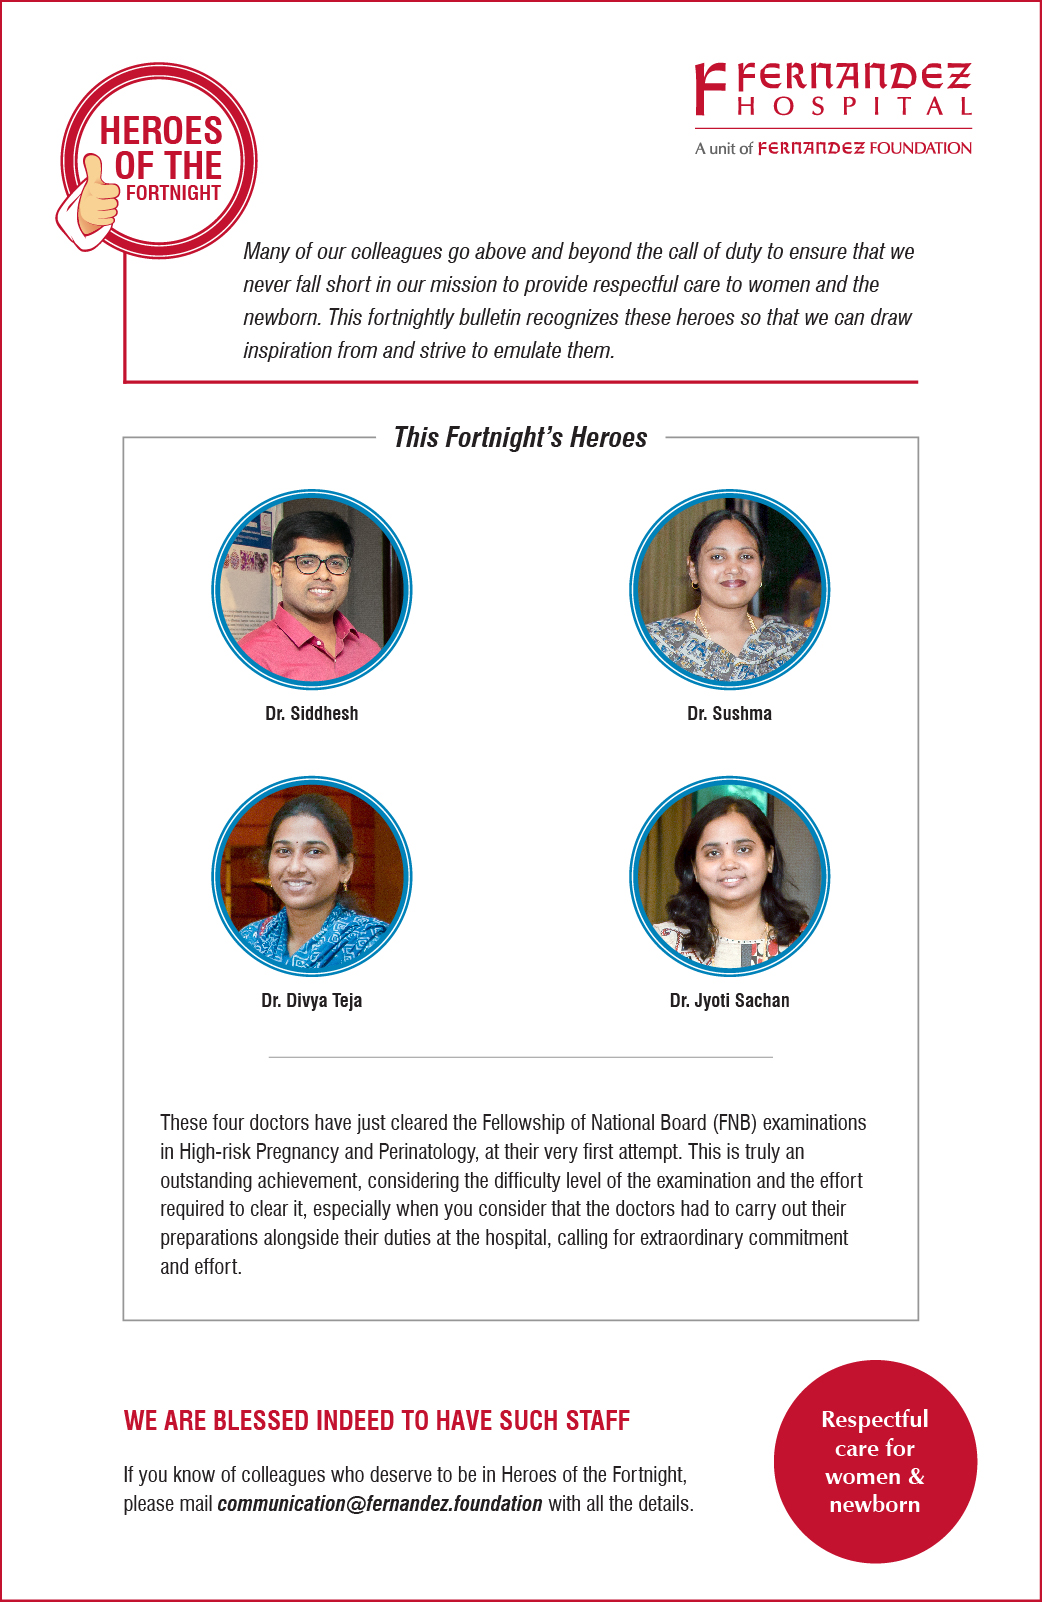 HEROES
OF THE
FORTNIGHT
FERNANDEZ
HOSPITAL
A unit of FERNANDEZ FOUNDATION
Many of our colleagues go above and beyond the call of duty to ensure that we
never fall short in our mission to provide respectful care to women and the
newborn. This fortnightly bulletin recognizes these heroes so that we can draw
inspiration from and strive to emulate them.
This Fortnight’s Heroes
Dr. Siddhesh
Dr. Sushma
Dr. Divya Teja
Dr. Jyoti Sachan
These four doctors have just cleared the Fellowship of National Board (FNB) examinations
in High-risk Pregnancy and Perinatology, at their very first attempt. This is truly an
outstanding achievement, considering the difficulty level of the examination and the effort
required to clear it, especially when you consider that the doctors had to carry out their
preparations alongside their duties at the hospital, calling for extraordinary commitment
and effort.
WE ARE BLESSED INDEED TO HAVE SUCH STAFF
If you know of colleagues who deserve to be in Heroes of the Fortnight,
please mail communication@fernandez.foundation with all the details.
Respectful
care for
women &
newborn